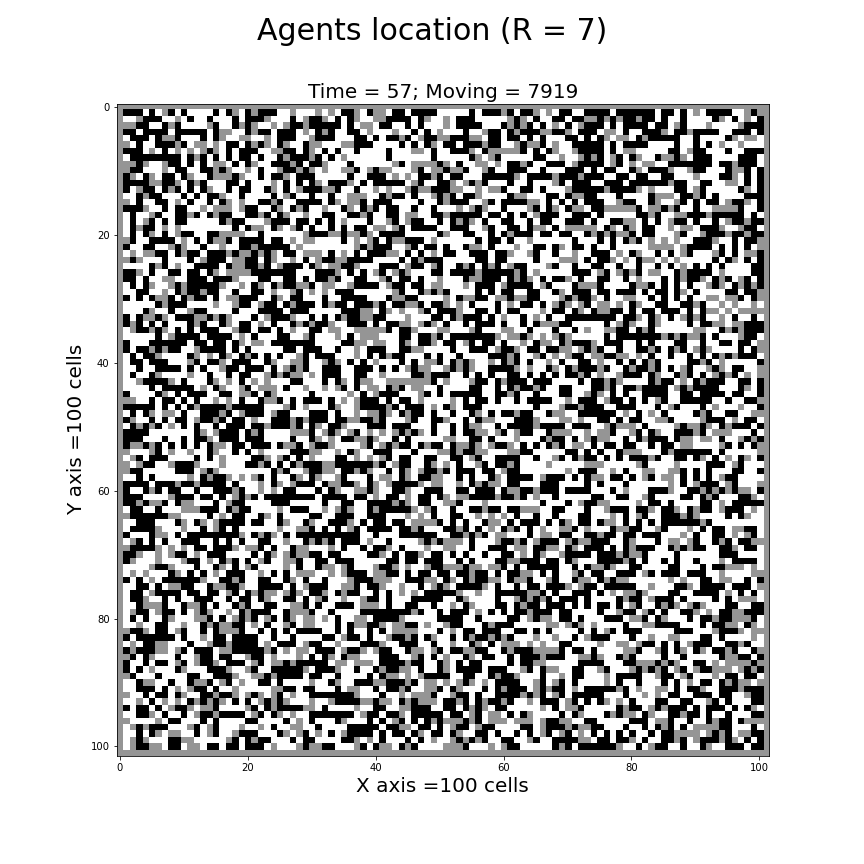 Agents location (R = 7)
Time = 57; Moving = 7919
0
20
40
60
80
100
Y axis =100 cells
0 20 40 60 80 100
X axis =100 cells